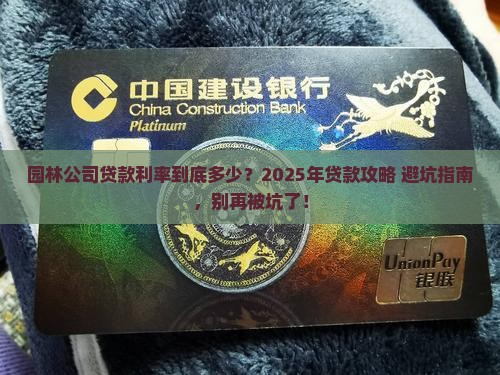 中国建设银行
China Construction Bank
Platinum
园林公司贷款利率到底多少？2025年贷款攻略 避坑指南
，别再被坑了！
UnionPay
银联